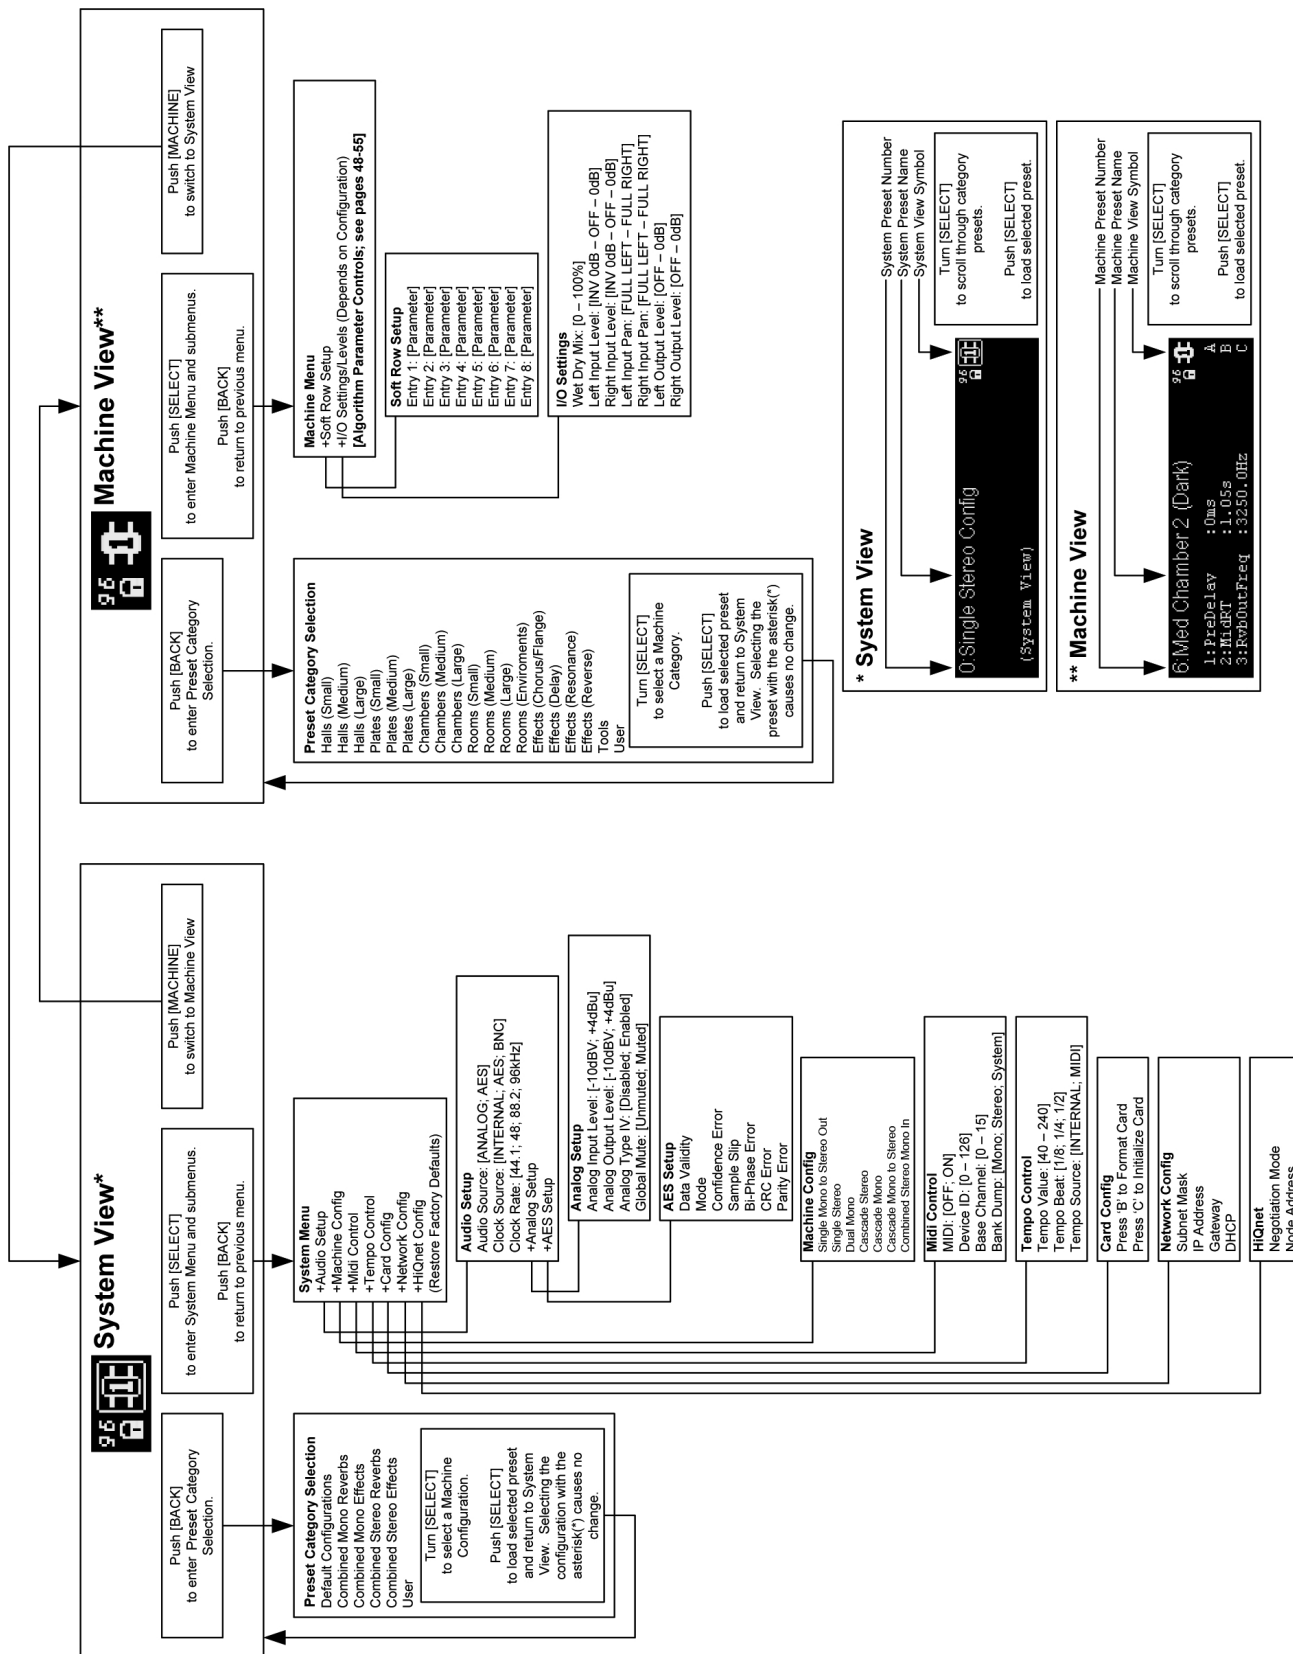 System View*
96
1
Push [BACK]
to enter Preset Category
Selection.
Push [SELECT]
to enter System Menu and submenus.
Push [BACK]
to return to previous menu.
Push [MACHINE]
to switch to Machine View
Preset Category Selection
Default Configurations
Combined Mono Reverbs
Combined Mono Effects
Combined Stereo Reverbs
Combined Stereo Effects
User
Turn [SELECT]
to select a Machine
Configuration.
Push [SELECT]
to load selected preset
and return to System
View. Selecting the
configuration with the
asterisk(*) causes no
change.
System Menu
+Audio Setup
+Machine Config
+Midi Control
+Tempo Control
+Card Config
+Network Config
+HiQnet Config
(Restore Factory Defaults)
Audio Setup
Audio Source: [ANALOG; AES]
Clock Source: [INTERNAL; AES; BNC]
Clock Rate: [44.1; 48; 88.2; 96kHz]
+Analog Setup
+AES Setup
Analog Setup
Analog Input Level: [-10dBV; +4dBu]
Analog Output Level: [-10dBV; +4dBu]
Analog Type IV: [Disabled; Enabled]
Global Mute: [Unmuted; Muted]
AES Setup
Data Validity
Mode
Confidence Error
Sample Slip
Bi-Phase Error
CRC Error
Parity Error
Machine Config
Single Mono to Stereo Out
Single Stereo
Dual Mono
Cascade Stereo
Cascade Mono
Cascade Mono to Stereo
Combined Stereo Mono In
Midi Control
MIDI: [OFF; ON]
Device ID: [0 – 126]
Base Channel: [0 – 15]
Bank Dump: [Mono; Stereo; System]
Tempo Control
Tempo Value: [40 – 240]
Tempo Beat: [1/8; 1/4; 1/2]
Tempo Source: [INTERNAL; MIDI]
Card Config
Press 'B' to Format Card
Press 'C' to Initialize Card
Network Config
Subnet Mask
IP Address
Gateway
DHCP
HiQnet
Negotiation Mode
Node Address
Machine View**
96
1
Push [BACK]
to enter Preset Category
Selection.
Push [SELECT]
to enter Machine Menu and submenus.
Push [BACK]
to return to previous menu.
Push [MACHINE]
to switch to System View
Preset Category Selection
Halls (Small)
Halls (Medium)
Halls (Large)
Plates (Small)
Plates (Medium)
Plates (Large)
Chambers (Small)
Chambers (Medium)
Chambers (Large)
Rooms (Small)
Rooms (Medium)
Rooms (Large)
Rooms (Enviroments)
Effects (Chorus/Flange)
Effects (Delay)
Effects (Resonance)
Effects (Reverse)
Tools
User
Turn [SELECT]
to select a Machine
Category.
Push [SELECT]
to load selected preset
and return to System
View. Selecting the
preset with the asterisk(*)
causes no change.
Machine Menu
+Soft Row Setup
+I/O Settings/Levels (Depends on Configuration)
[Algorithm Parameter Controls; see pages 48-55]
Soft Row Setup
Entry 1: [Parameter]
Entry 2: [Parameter]
Entry 3: [Parameter]
Entry 4: [Parameter]
Entry 5: [Parameter]
Entry 6: [Parameter]
Entry 7: [Parameter]
Entry 8: [Parameter]
I/O Settings
Wet Dry Mix: [0 – 100%]
Left Input Level: [INV 0dB – OFF – 0dB]
Right Input Level: [INV 0dB – OFF – 0dB]
Left Input Pan: [FULL LEFT – FULL RIGHT]
Right Input Pan: [FULL LEFT – FULL RIGHT]
Left Output Level: [OFF – 0dB]
Right Output Level: [OFF – 0dB]
* System View
System Preset Number
System Preset Name
System View Symbol
0:Single Stereo Config
96
1
(System View)
Turn [SELECT]
to scroll through category
presets.
Push [SELECT]
to load selected preset.
** Machine View
Machine Preset Number
Machine Preset Name
Machine View Symbol
6:Med Chamber 2 (Dark)
96
1
1:PreDelay :0ms A
2:MidRT :1.05s B
3:RvbOutFreq :3250.0Hz C
Turn [SELECT]
to scroll through category
presets.
Push [SELECT]
to load selected preset.